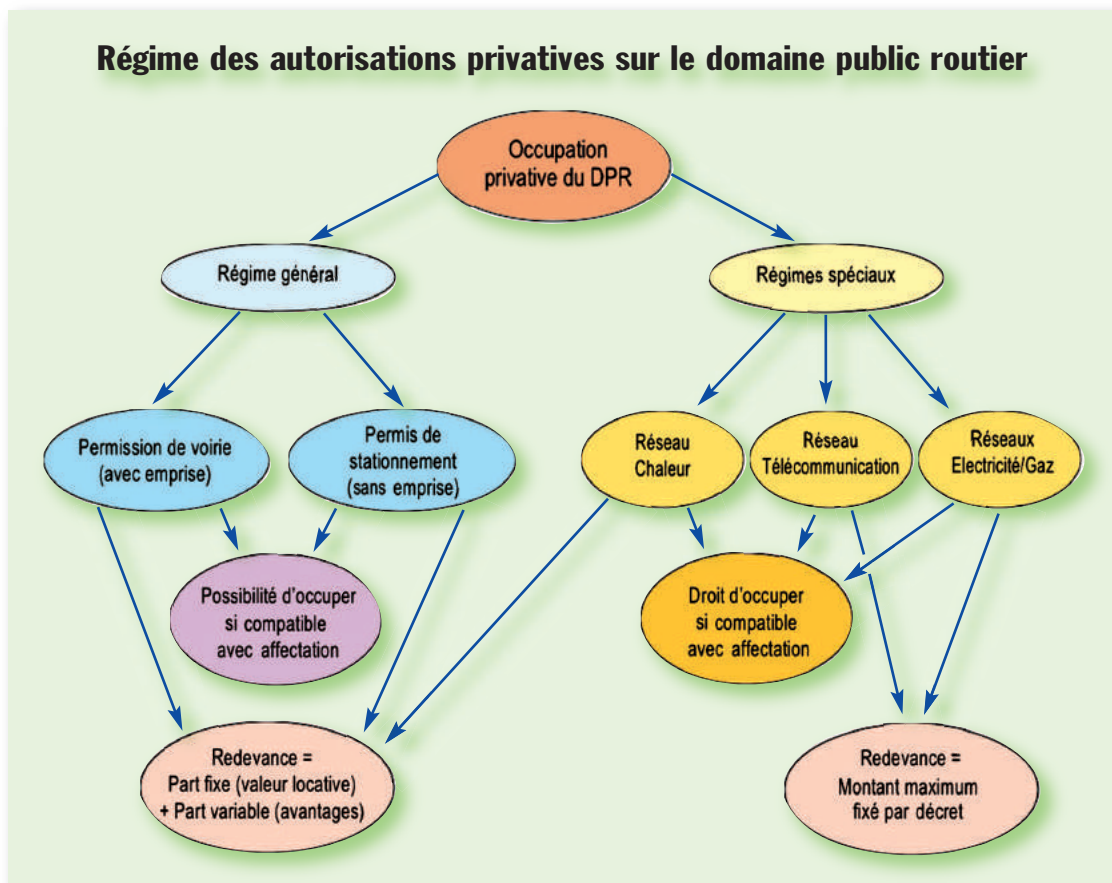 Régime des autorisations privatives sur le domaine public routier
Occupation
privative du DPR
Régime général
Régimes spéciaux
Permission de voirie
(avec emprise)
Permis de
stationnement
(sans emprise)
Réseau
Chaleur
Réseau
Télécommunication
Réseaux
Electricité/Gaz
Possibilité d'occuper
si compatible
avec affectation
Droit d'occuper
si compatible
avec affectation
Redevance =
Part fixe (valeur locative)
+ Part variable (avantages)
Redevance =
Montant maximum
fixé par décret